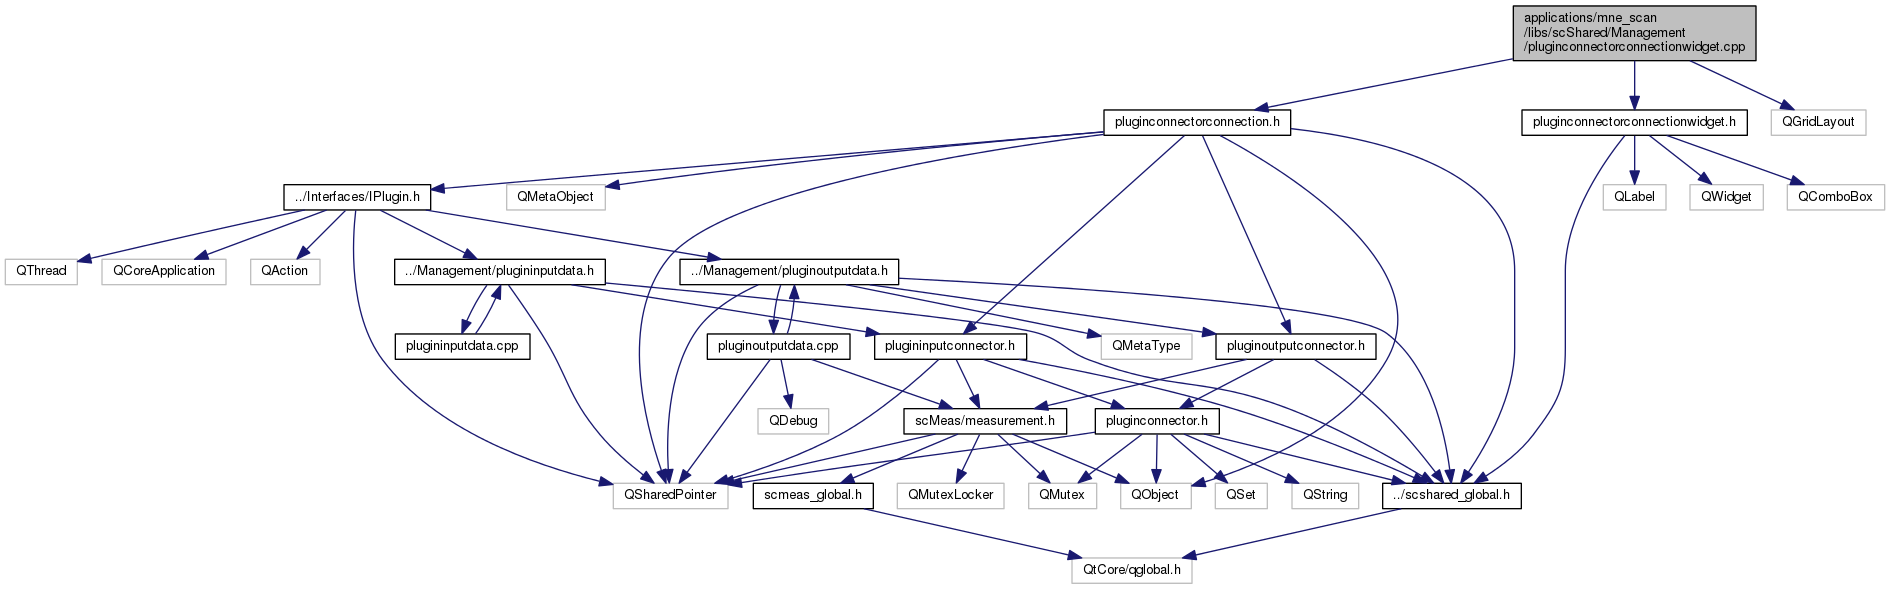 applications/mne_scan
/libs/scShared/Management
/pluginconnectorconnectionwidget.cpp
pluginconnectorconnection.h
pluginconnectorconnectionwidget.h
QGridLayout
../Interfaces/IPlugin.h
QMetaObject
QLabel
QWidget
QComboBox
QThread
QCoreApplication
QAction
../Management/plugininputdata.h
../Management/pluginoutputdata.h
plugininputdata.cpp
pluginoutputdata.cpp
plugininputconnector.h
QMetaType
pluginoutputconnector.h
QDebug
scMeas/measurement.h
pluginconnector.h
QSharedPointer
scmeas_global.h
QMutexLocker
QMutex
QObject
QSet
QString
../scshared_global.h
QtCore/qglobal.h